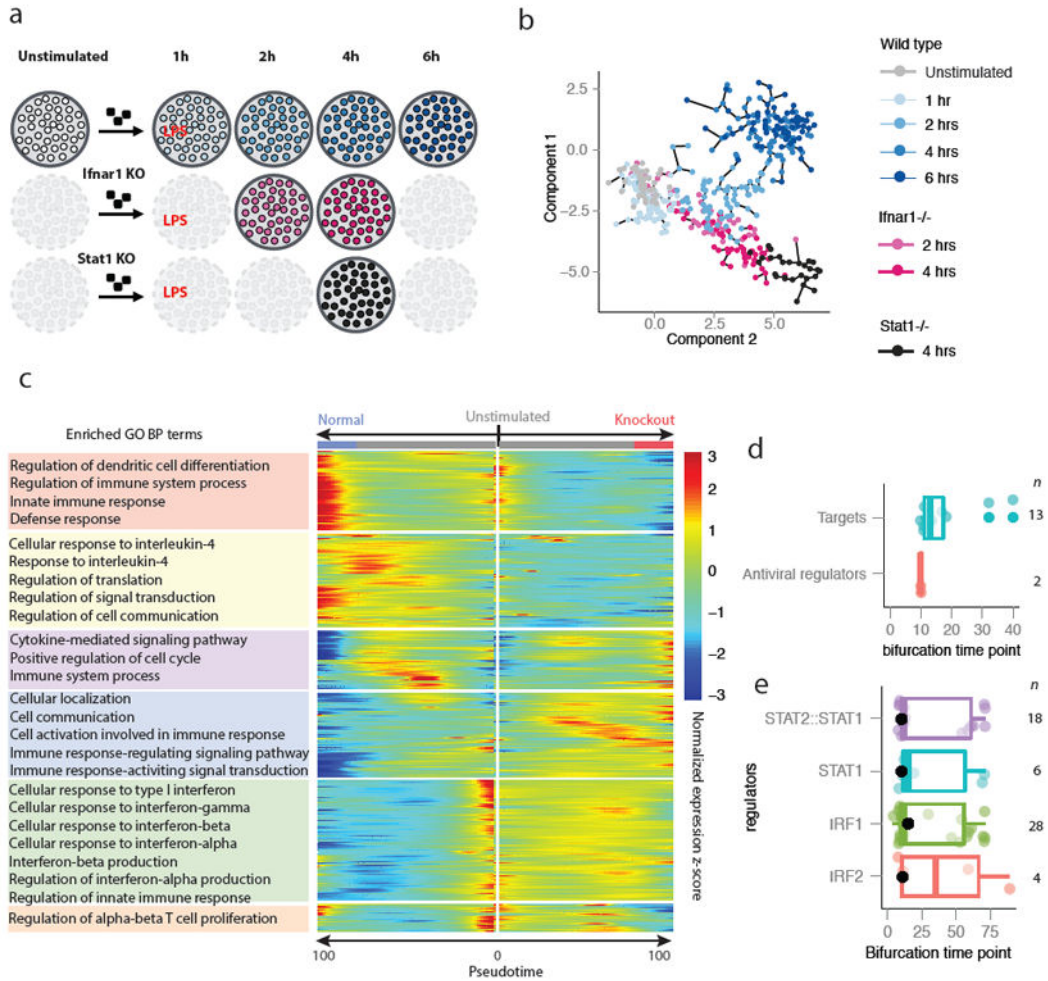 a
Unstimulated
1h
2h
4h
6h
LPS
Ifnar1 KO
LPS
Stat1 KO
LPS
b
2.5
0.0
−2.5
−5.0
Component 1
0.0
2.5
5.0
Component 2
Wild type
Unstimulated
1 hr
2 hrs
4 hrs
6 hrs
Ifnar1-/-
2 hrs
4 hrs
Stat1-/-
4 hrs
c
Enriched GO BP terms
Normal
Unstimulated
Knockout
Regulation of dendritic cell differentiation
Regulation of immune system process
Innate immune response
Defense response
Cellular response to interleukin-4
Response to interleukin-4
Regulation of translation
Regulation of signal transduction
Regulation of cell communication
Cytokine-mediated signaling pathway
Positive regulation of cell cycle
Immune system process
Cellular localization
Cell communication
Cell activation involved in immune response
Immune response-regulating signaling pathway
Immune response-activiting signal transduction
Cellular response to type I interferon
Cellular response to interferon-gamma
Cellular response to interferon-beta
Cellular response to interferon-alpha
Interferon-beta production
Regulation of interferon-alpha production
Regulation of innate immune response
Regulation of alpha-beta T cell proliferation
100
0
100
Pseudotime
3
2
1
0
−1
−2
−3
Normalized expression z-score
d
n
Targets
13
Antiviral regulators
2
0
10
20
30
40
bifurcation time point
e
n
regulators
STAT2::STAT1
18
STAT1
6
IRF1
28
IRF2
4
0
25
50
75
Bifurcation time point